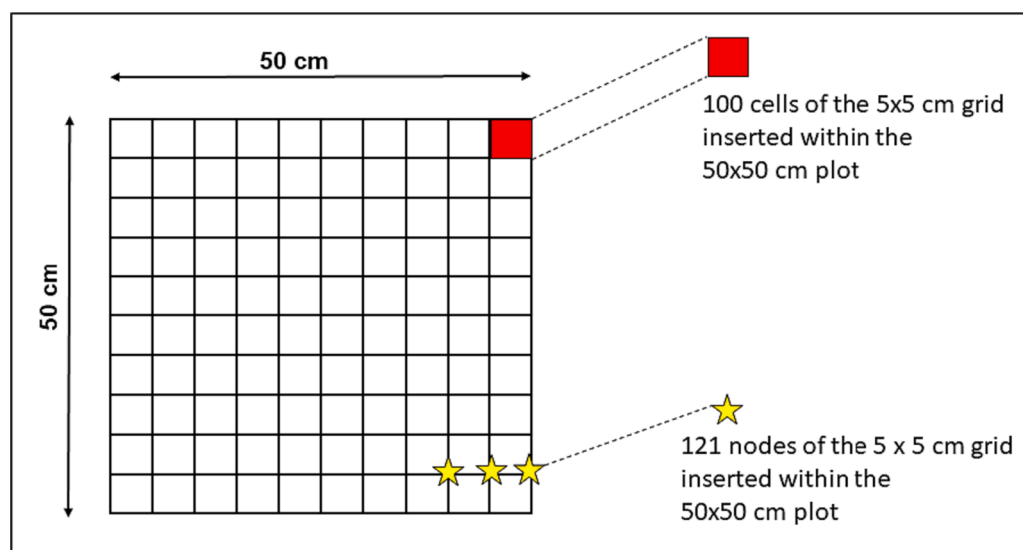 50 cm
100 cells of the 5x5 cm grid
inserted within the
50x50 cm plot
50 cm
121 nodes of the 5 x 5 cm grid
inserted within the
50x50 cm plot